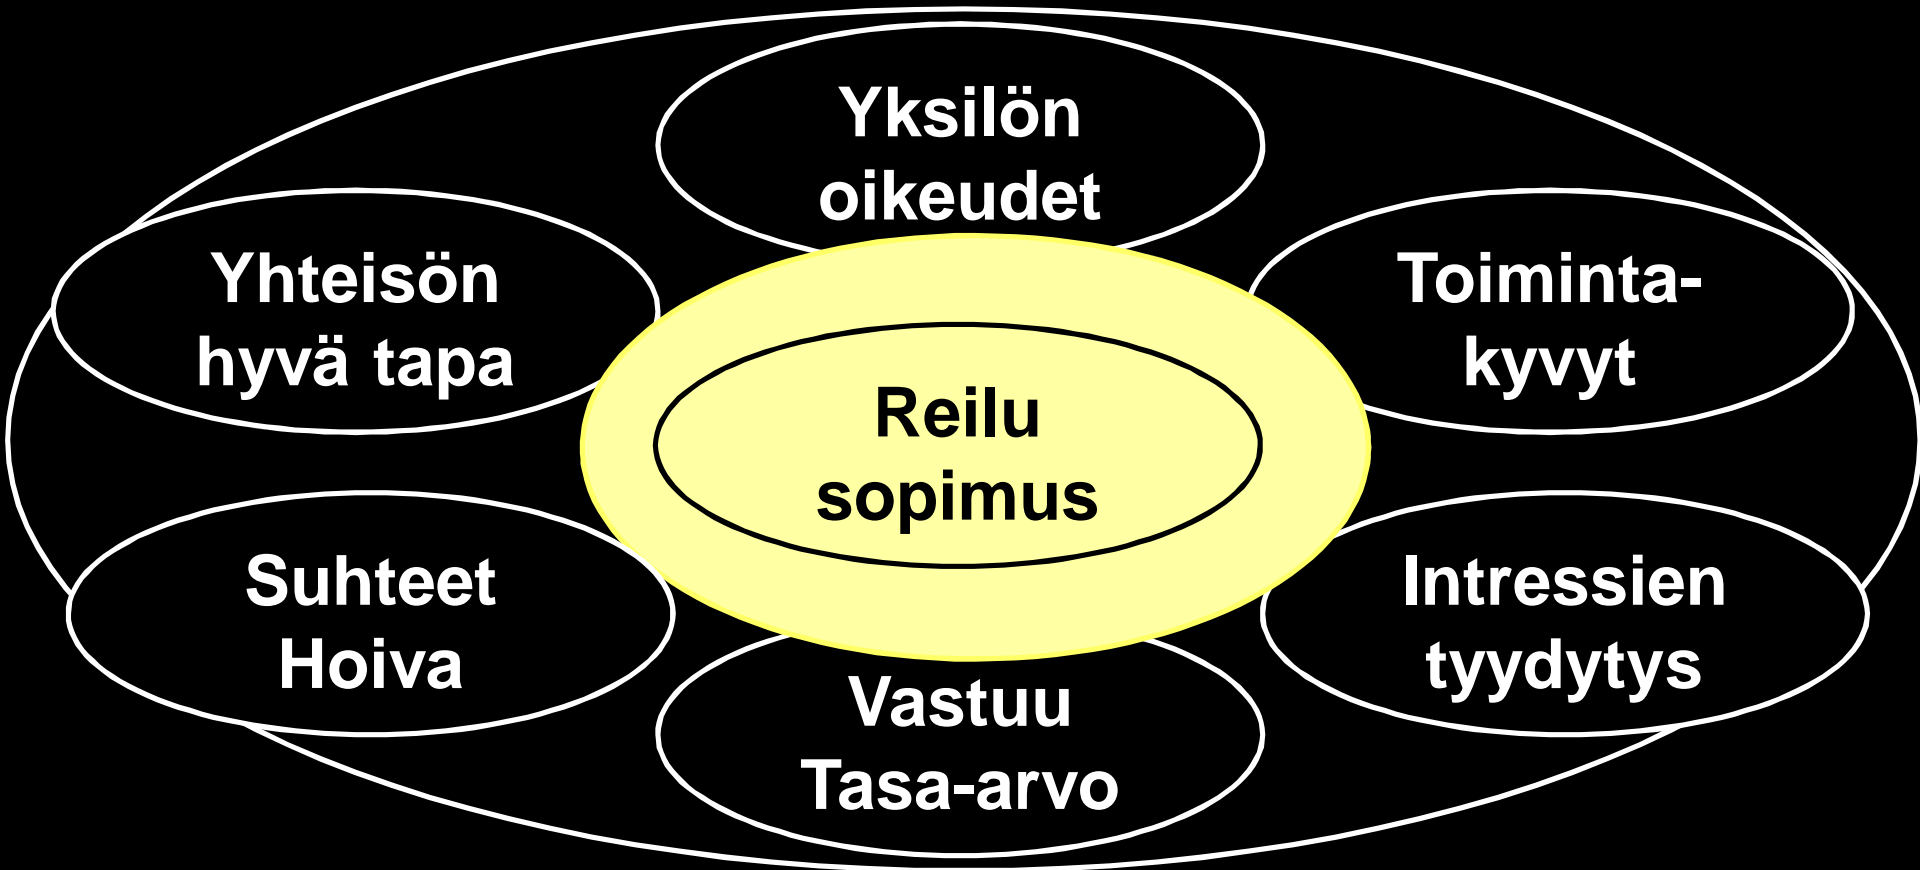 Yksilön
oikeudet
Yhteisön
hyvä tapa
Toiminta-
kyvyt
Reilu
sopimus
Suhteet
Hoiva
Intressien
tyydytys
Vastuu
Tasa-arvo